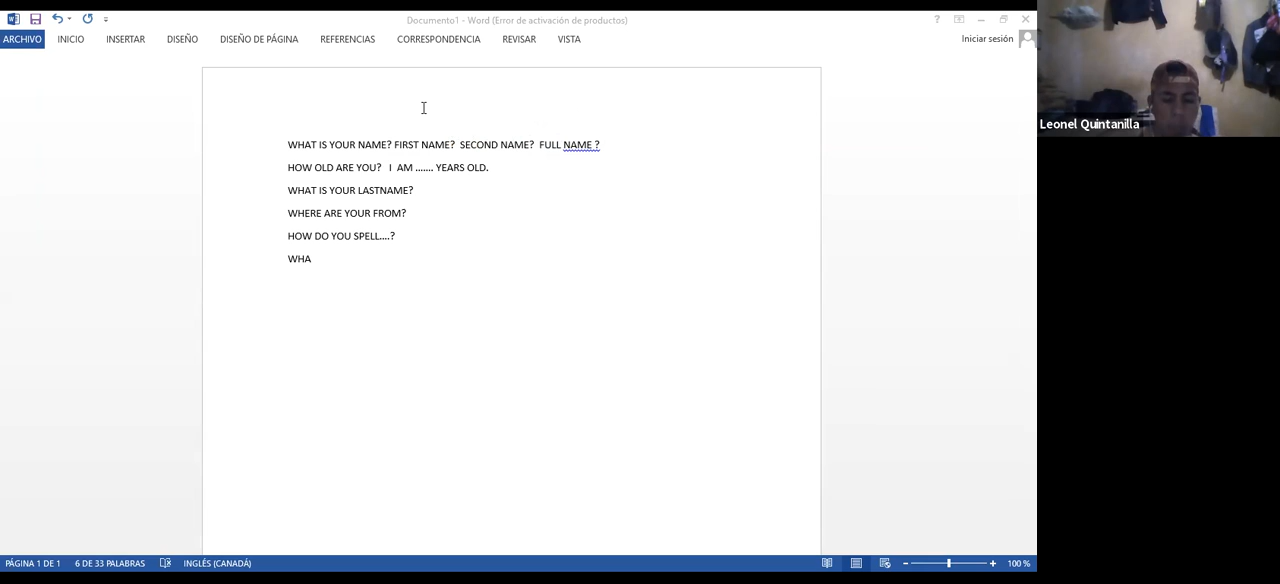 Documento1 - Word (Error de activación de productos)
ARCHIVO INICIO INSERTAR DISEÑO DISEÑO DE PÁGINA REFERENCIAS CORRESPONDENCIA REVISAR VISTA Iniciar sesión
Leonel Quintanilla
WHAT IS YOUR NAME? FIRST NAME? SECOND NAME? FULL NAME ?
HOW OLD ARE YOU? I AM ....... YEARS OLD.
WHAT IS YOUR LASTNAME?
WHERE ARE YOUR FROM?
HOW DO YOU SPELL....?
WHA
PÁGINA 1 DE 1 6 DE 33 PALABRAS INGLÉS (CANADÁ) 100 %